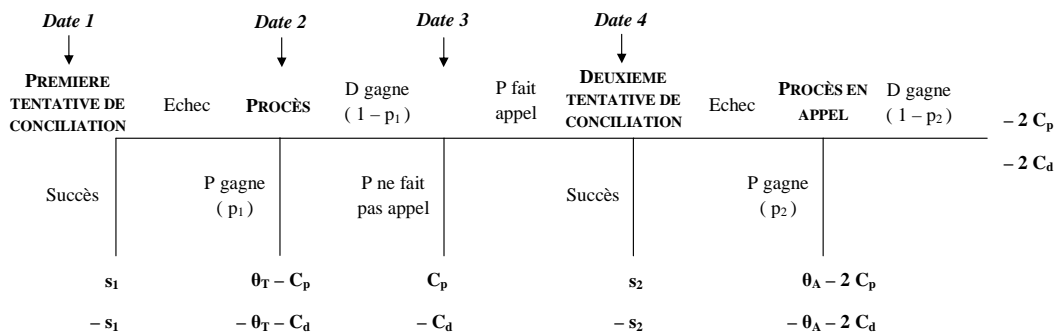 Date 1 Date 2 Date 3 Date 4
PREMIERE
TENTATIVE DE
CONCILIATION
Echec
PROCÈS
D gagne
( 1 – p1 )
P fait
appel
DEUXIEME
TENTATIVE DE
CONCILIATION
Echec
PROCÈS EN
APPEL
D gagne
( 1 – p2 )
– 2 Cp
– 2 Cd
Succès
P gagne
( p1 )
P ne fait
pas appel
Succès
P gagne
( p2 )
s1 θT – Cp Cp s2 θA – 2 Cp
– s1 – θT – Cd – Cd – s2 – θA – 2 Cd